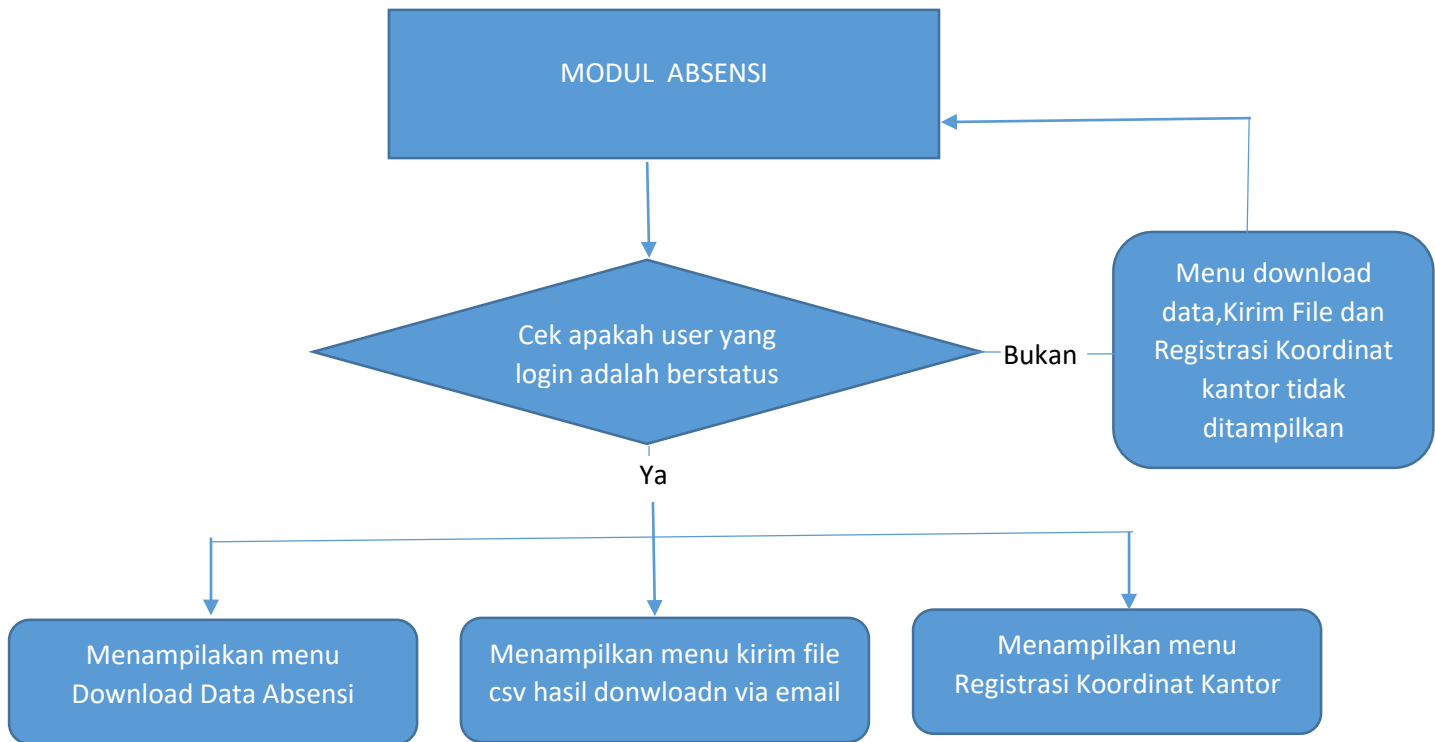 MODUL  ABSENSI
Cek apakah user yang
login adalah berstatus
Bukan
Menu download
data,Kirim File dan
Registrasi Koordinat
kantor tidak
ditampilkan
Ya
Menampilakan menu
Download Data Absensi
Menampilkan menu kirim file
csv hasil donwloadn via email
Menampilkan menu
Registrasi Koordinat Kantor